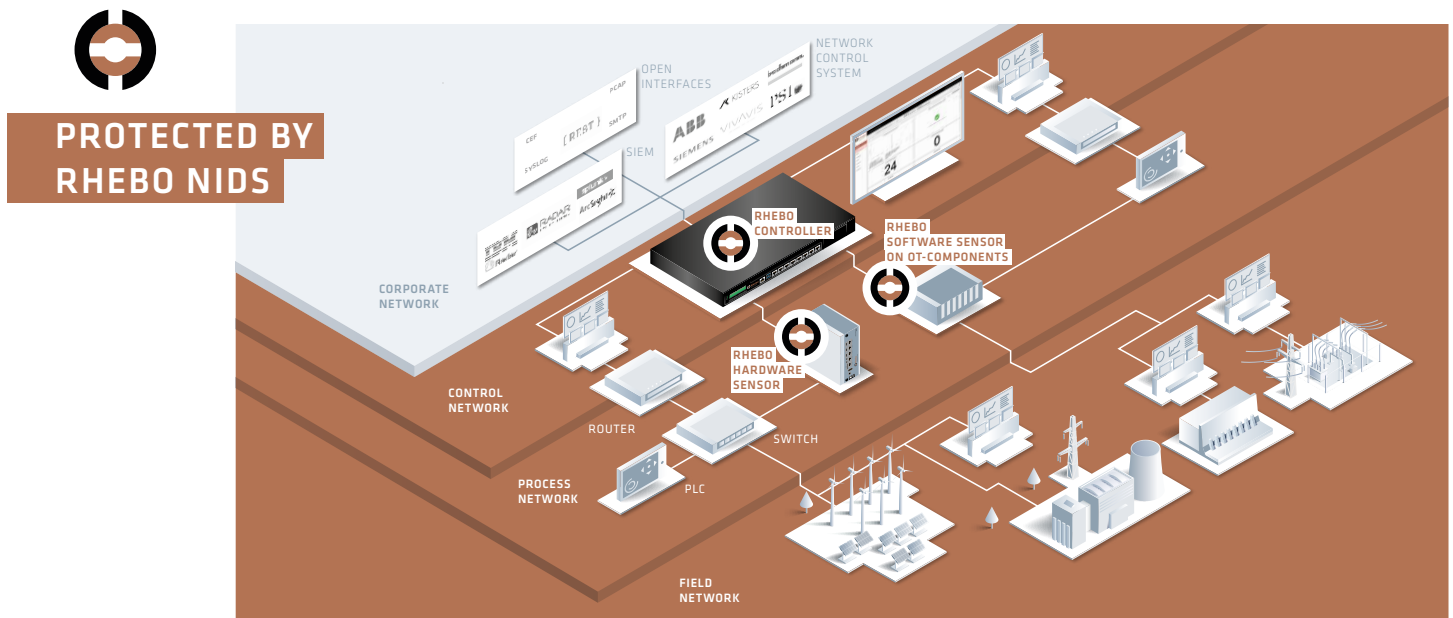 PROTECTED BY
RHEBO NIDS
OPEN
INTERFACES
PCAP
CEF
{ REST }
SMTP
SYSLOG
NETWORK
CONTROL
SYSTEM
KISTERS
PSI
ABB
VIVAVIS
SIEMENS
SIEM
RADAR
ArcSight
24
0
RHEBO
CONTROLLER
RHEBO
SOFTWARE SENSOR
ON OT-COMPONENTS
CORPORATE
NETWORK
RHEBO
HARDWARE
SENSOR
CONTROL
NETWORK
ROUTER
SWITCH
PROCESS
NETWORK
PLC
FIELD
NETWORK